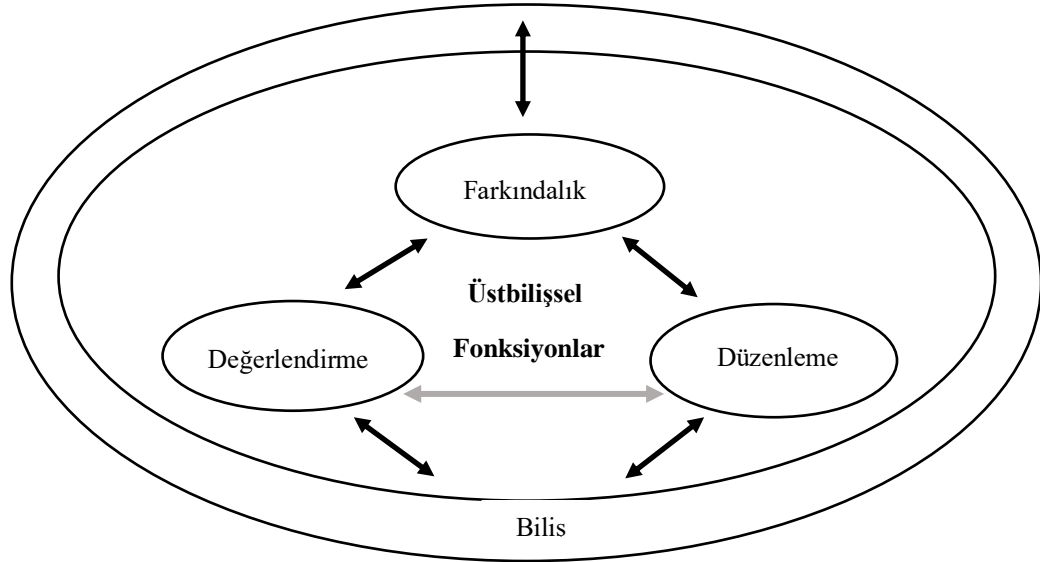 Farkındalık
Üstbilişsel
Fonksiyonlar
Değerlendirme
Düzenleme
Bilis